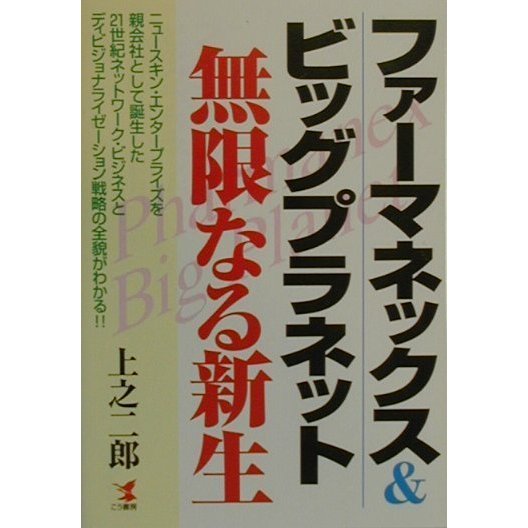 ファーマネックス&
ビッグプラネット
無限なる新生
Pharmanex
Big Planet
ニュースキン・エンタープライズを
親会社として誕生した
21世紀ネットワーク・ビジネスと
ディビジョナライゼーション戦略の全貌がわかる!!
上之二郎
こう書房